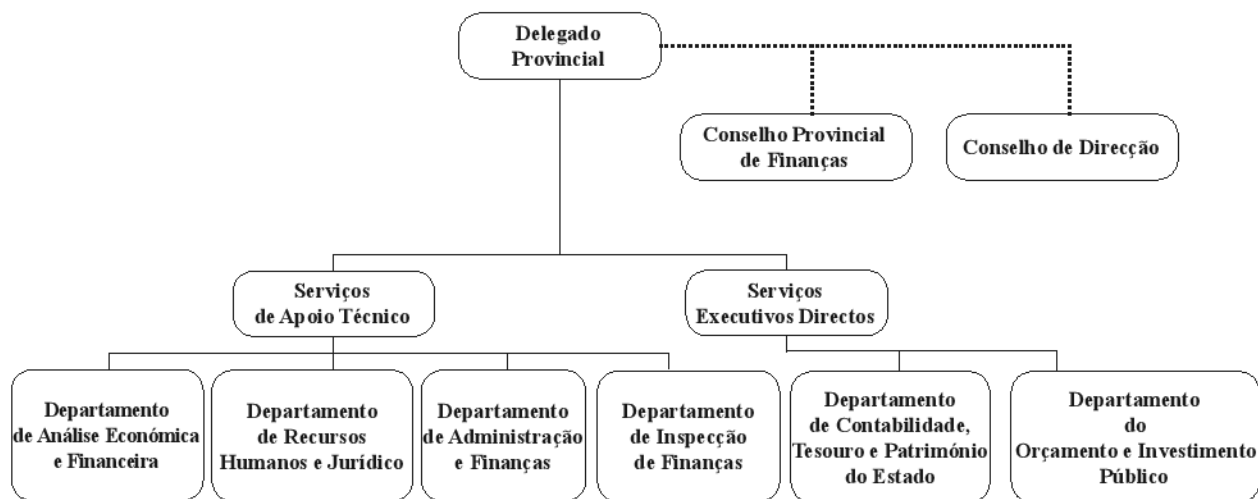 Delegado
Provincial
Conselho Provincial
de Finanças
Conselho de Direcção
Serviços
de Apoio Técnico
Serviços
Executivos Directos
Departamento
de Análise Económica
e Financeira
Departamento
de Recursos
Humanos e Jurídico
Departamento
de Administração
e Finanças
Departamento
de Inspecção
de Finanças
Departamento
de Contabilidade,
Tesouro e Património
do Estado
Departamento
do
Orçamento e Investimento
Público